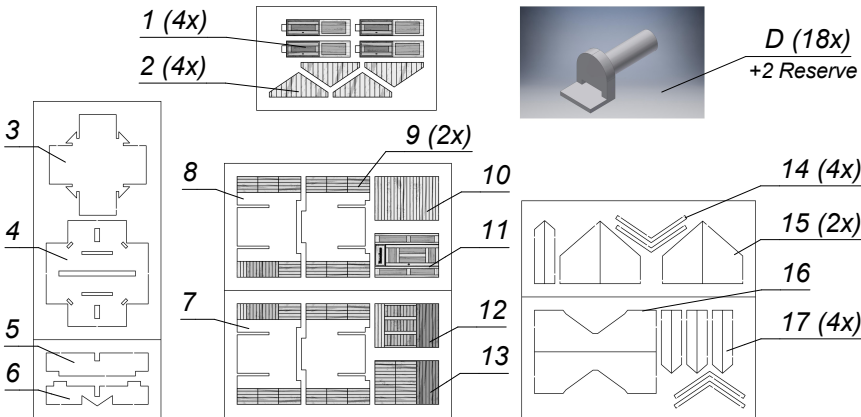 1 (4x)
2 (4x)
D (18x)
+2 Reserve
3
4
5
6
8
9 (2x)
10
11
7
12
13
14 (4x)
15 (2x)
16
17 (4x)